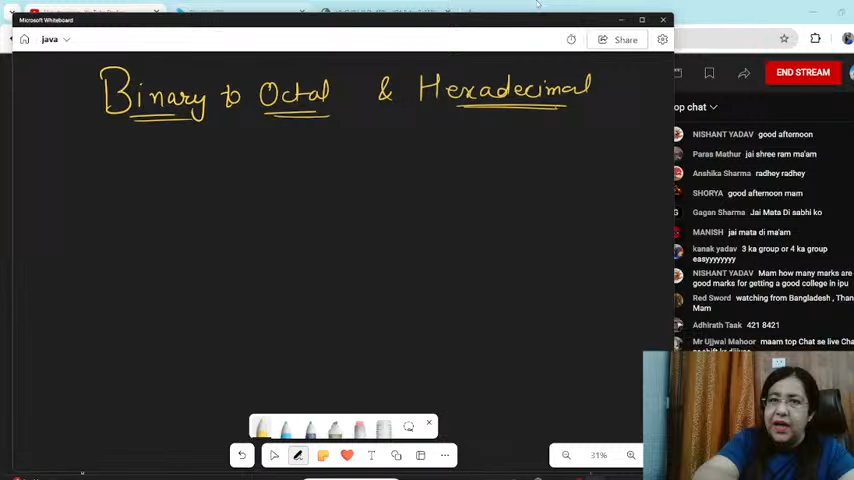 Microsoft Whiteboard
java
Share
Binary to Octal & Hexadecimal
END STREAM
op chat
NISHANT YADAV good afternoon
Paras Mathur jai shree ram ma'am
Anshika Sharma radhey radhey
SHORYA good afternoon mam
G Gagan Sharma Jai Mata Di sabhi ko
MANISH jai mata di ma'am
kanak yadav 3 ka group or 4 ka group
easyyyyyyy
NISHANT YADAV Mam how many marks are
good marks for getting a good college in ipu
Red Sword watching from Bangladesh , Than
Mam
Adhirath Taak 421 8421
Mr Ujjwal Mahoor maam top Chat se live Cha
31%